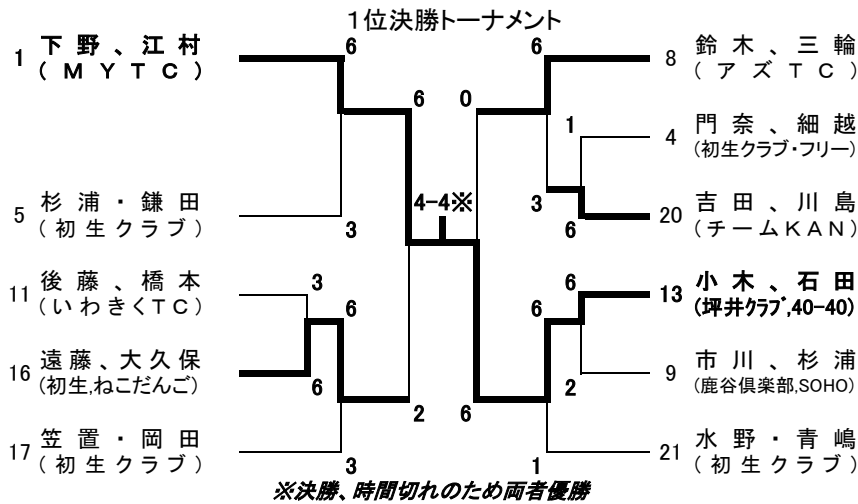 1位決勝トーナメント
1 下野、江村
(MYTC)
6
5 杉浦・鎌田
(初生クラブ)
3
11 後藤、橋本
(いわきくTC)
3
16 遠藤、大久保
(初生,ねこだんご)
6
6
17 笠置・岡田
(初生クラブ)
3
6
2
4-4※
0
6
6
8 鈴木、三輪
(アズTC)
1
4 門奈、細越
(初生クラブ・フリー)
3
6
20 吉田、川島
(チームKAN)
6
6
13 小木、石田
(坪井クラブ,40-40)
2
9 市川、杉浦
(鹿谷倶楽部,SOHO)
1
21 水野・青嶋
(初生クラブ)
※決勝、時間切れのため両者優勝